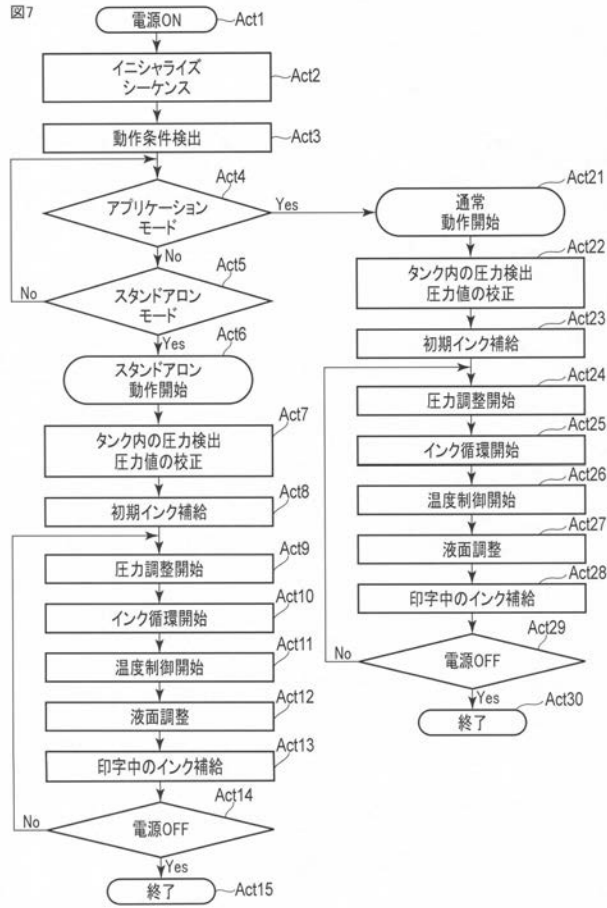 図7
電源ON
Act1
イニシャライズ
シーケンス
Act2
動作条件検出
Act3
Act4
アプリケーション
モード
Yes
No
Act5
スタンドアロン
モード
No
Yes
Act6
スタンドアロン
動作開始
Act7
タンク内の圧力検出
圧力値の校正
Act8
初期インク補給
Act9
圧力調整開始
Act10
インク循環開始
Act11
温度制御開始
Act12
液面調整
Act13
印字中のインク補給
Act14
電源OFF
No
Yes
終了
Act15
Act21
通常
動作開始
Act22
タンク内の圧力検出
圧力値の校正
Act23
初期インク補給
Act24
圧力調整開始
Act25
インク循環開始
Act26
温度制御開始
Act27
液面調整
Act28
印字中のインク補給
Act29
電源OFF
No
Yes
Act30
終了